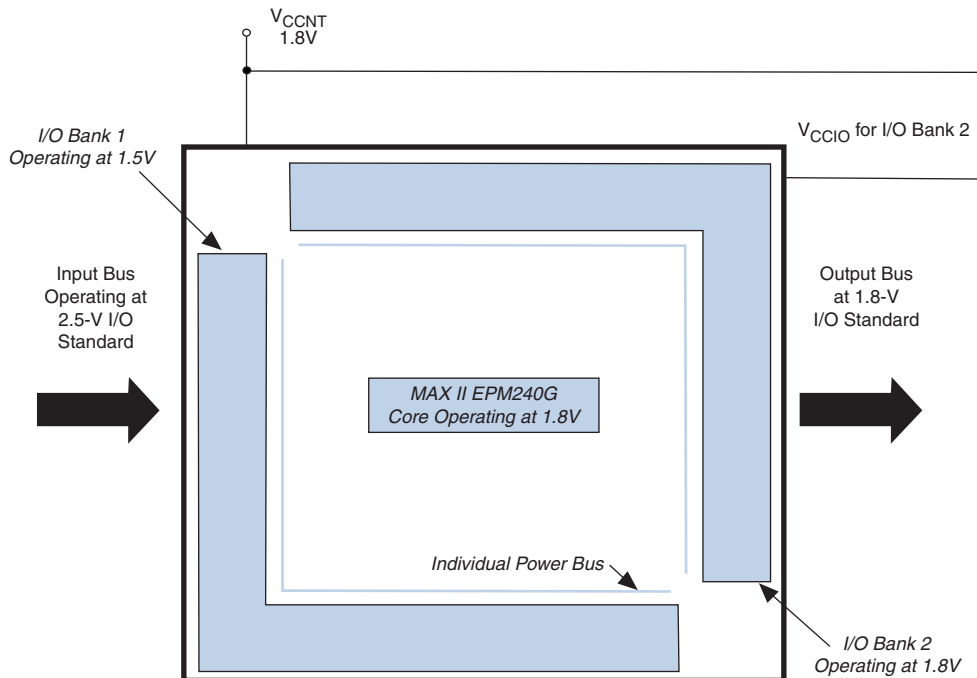 VCCNT
1.8V
I/O Bank 1
Operating at 1.5V
VCCIO for I/O Bank 2
Input Bus
Operating at
2.5-V I/O
Standard
Output Bus
at 1.8-V
I/O Standard
MAX II EPM240G
Core Operating at 1.8V
Individual Power Bus
I/O Bank 2
Operating at 1.8V